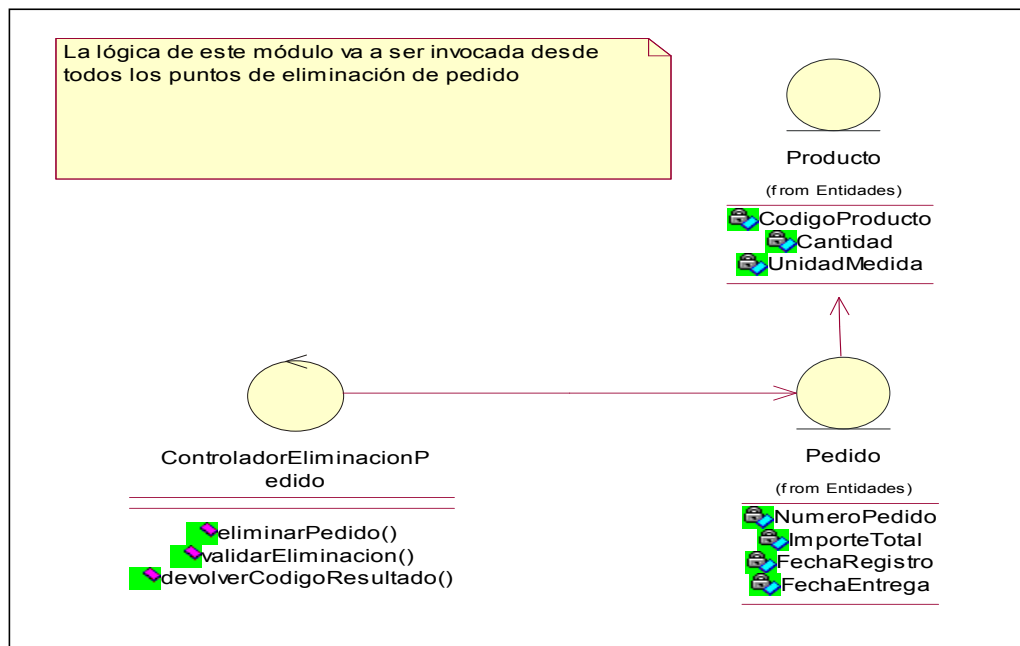 La lógica de este módulo va a ser invocada desde
todos los puntos de eliminación de pedido
Producto
(from Entidades)
CodigoProducto
Cantidad
UnidadMedida
ControladorEliminacionP
edido
eliminarPedido()
validarEliminacion()
devolverCodigoResultado()
Pedido
(from Entidades)
NumeroPedido
ImporteTotal
FechaRegistro
FechaEntrega